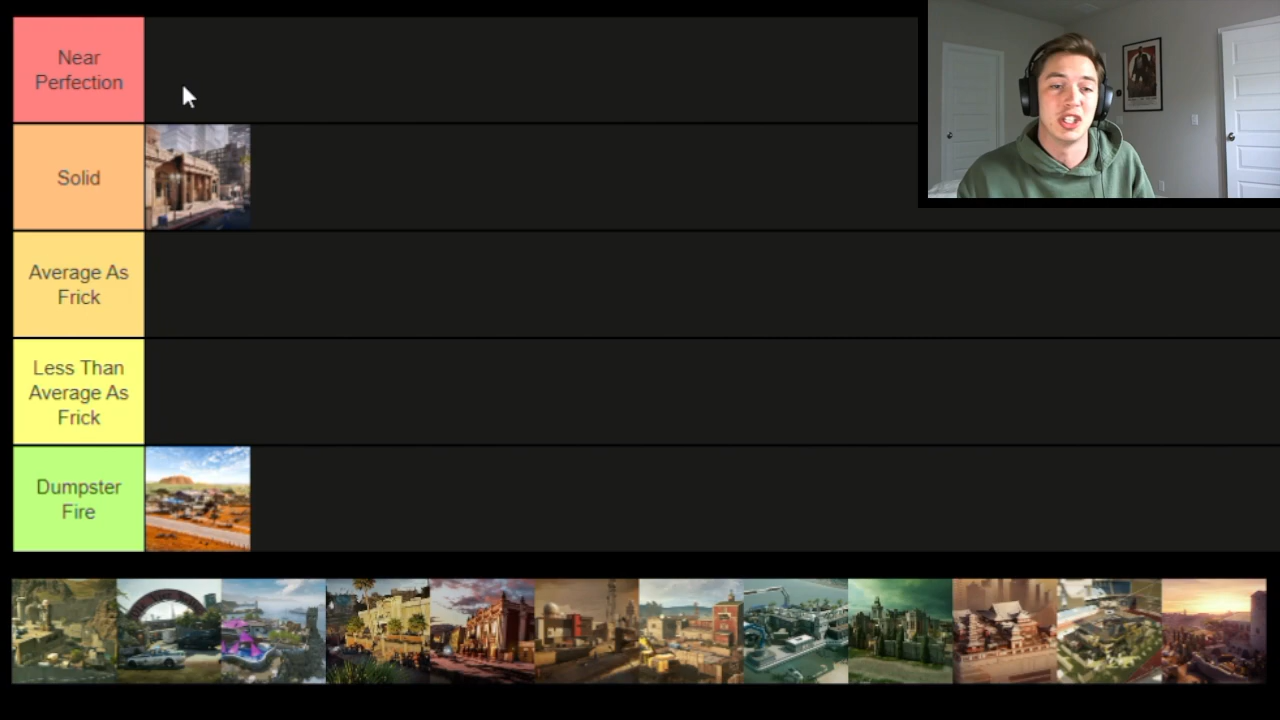 Near
Perfection
Solid
Average As
Frick
Less Than
Average As
Frick
Dumpster
Fire